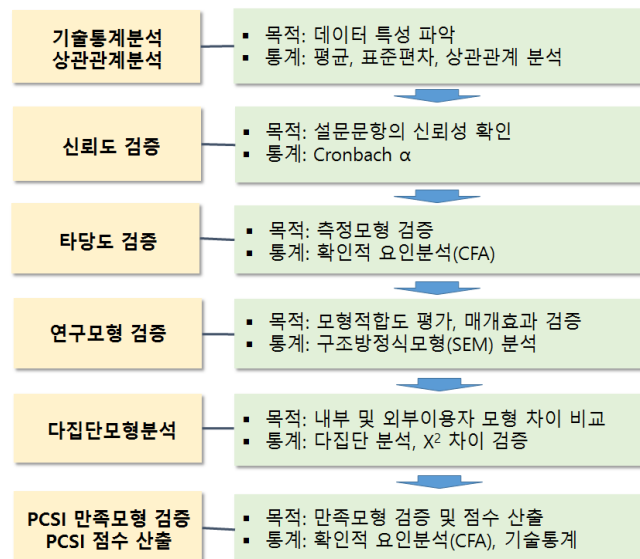 기술통계분석
상관관계분석
▪ 목적: 데이터 특성 파악
▪ 통계: 평균, 표준편차, 상관관계 분석
신뢰도 검증
▪ 목적: 설문문항의 신뢰성 확인
▪ 통계: Cronbach α
타당도 검증
▪ 목적: 측정모형 검증
▪ 통계: 확인적 요인분석(CFA)
연구모형 검증
▪ 목적: 모형적합도 평가, 매개효과 검증
▪ 통계: 구조방정식모형(SEM) 분석
다집단모형분석
▪ 목적: 내부 및 외부이용자 모형 차이 비교
▪ 통계: 다집단 분석, X² 차이 검증
PCSI 만족모형 검증
PCSI 점수 산출
▪ 목적: 만족모형 검증 및 점수 산출
▪ 통계: 확인적 요인분석(CFA), 기술통계